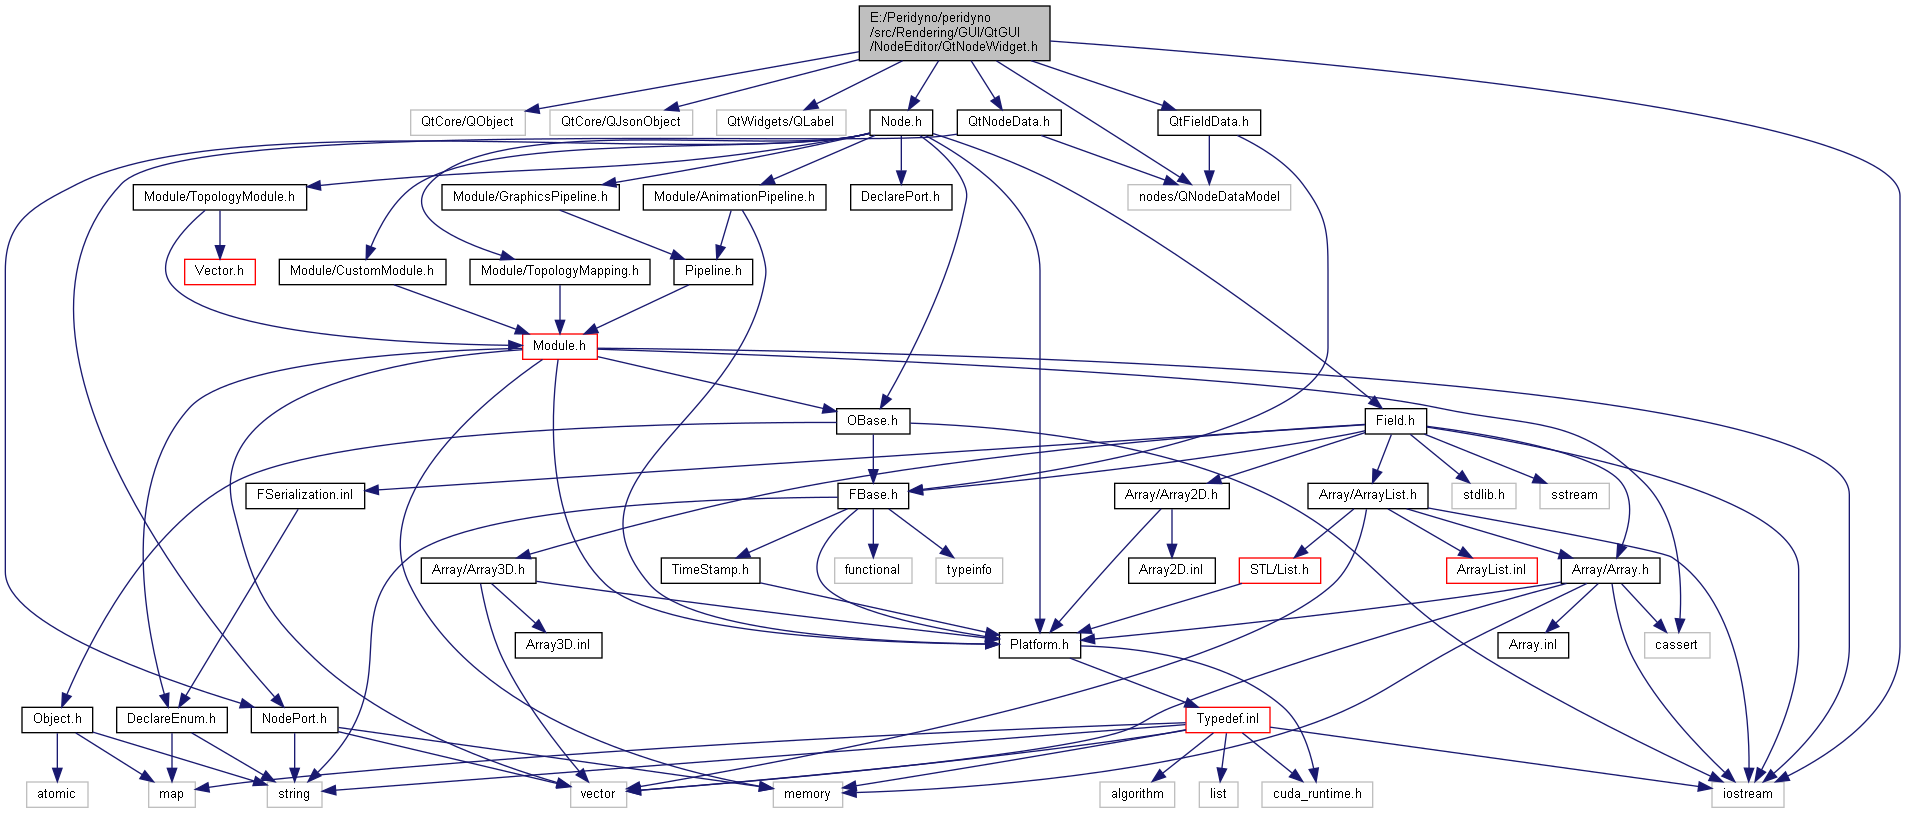 E:/Peridyno/peridyno
/src/Rendering/GUI/QtGUI
/NodeEditor/QtNodeWidget.h
QtCore/QObject
QtCore/QJsonObject
QtWidgets/QLabel
Node.h
QtNodeData.h
QtFieldData.h
Module/TopologyModule.h
Module/GraphicsPipeline.h
Module/AnimationPipeline.h
DeclarePort.h
nodes/QNodeDataModel
Vector.h
Module/CustomModule.h
Module/TopologyMapping.h
Pipeline.h
Module.h
OBase.h
Field.h
FSerialization.inl
FBase.h
Array/Array2D.h
Array/ArrayList.h
stdlib.h
sstream
Array/Array3D.h
TimeStamp.h
functional
typeinfo
Array2D.inl
STL/List.h
ArrayList.inl
Array/Array.h
Array3D.inl
Platform.h
Array.inl
cassert
Object.h
DeclareEnum.h
NodePort.h
Typedef.inl
atomic
map
string
vector
memory
algorithm
list
cuda_runtime.h
iostream